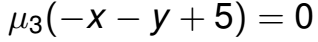 μ₃(−x − y + 5) = 0